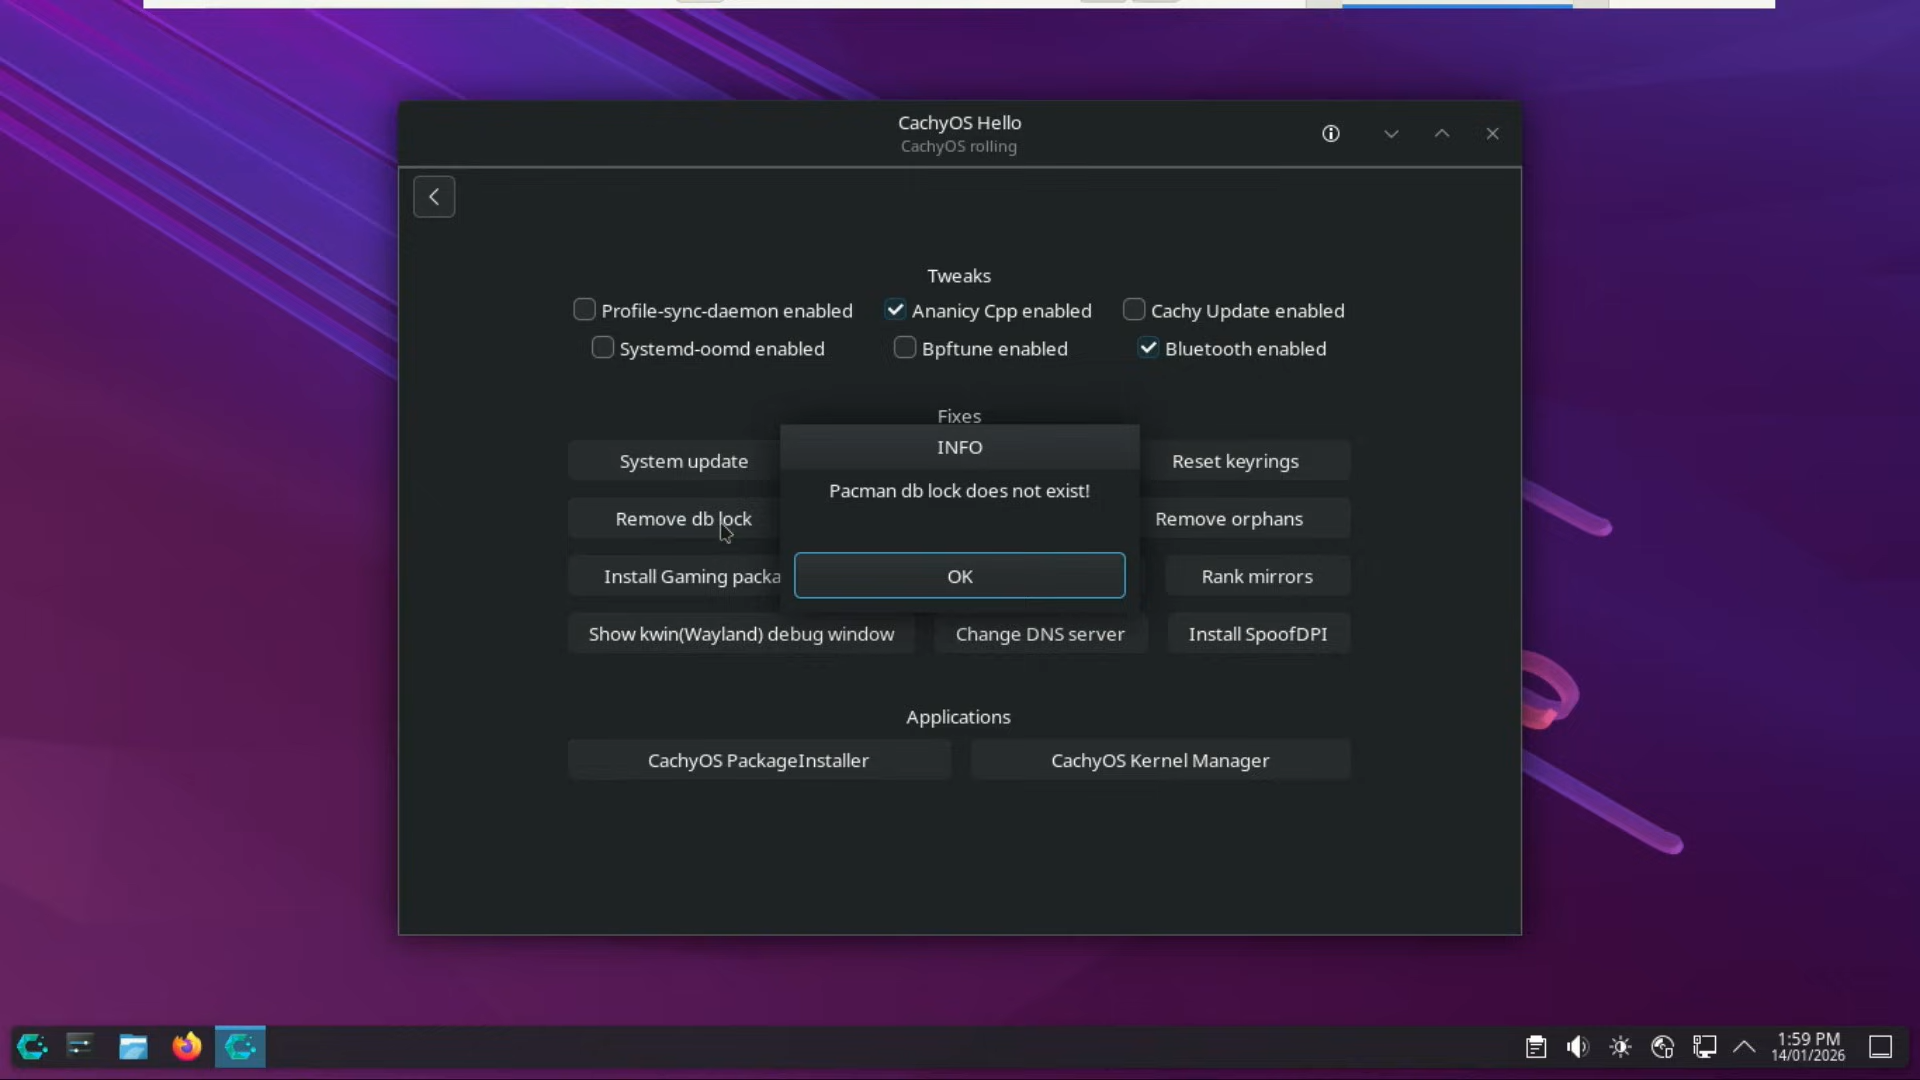 CachyOS Hello
CachyOS rolling
Tweaks
Profile-sync-daemon enabled
Ananicy Cpp enabled
Cachy Update enabled
Systemd-oomd enabled
Bpftune enabled
Bluetooth enabled
Fixes
INFO
Pacman db lock does not exist!
OK
System update
Reset keyrings
Remove db lock
Remove orphans
Install Gaming packa
Rank mirrors
Show kwin(Wayland) debug window
Change DNS server
Install SpoofDPI
Applications
CachyOS PackageInstaller
CachyOS Kernel Manager
1:59 PM
14/01/2026